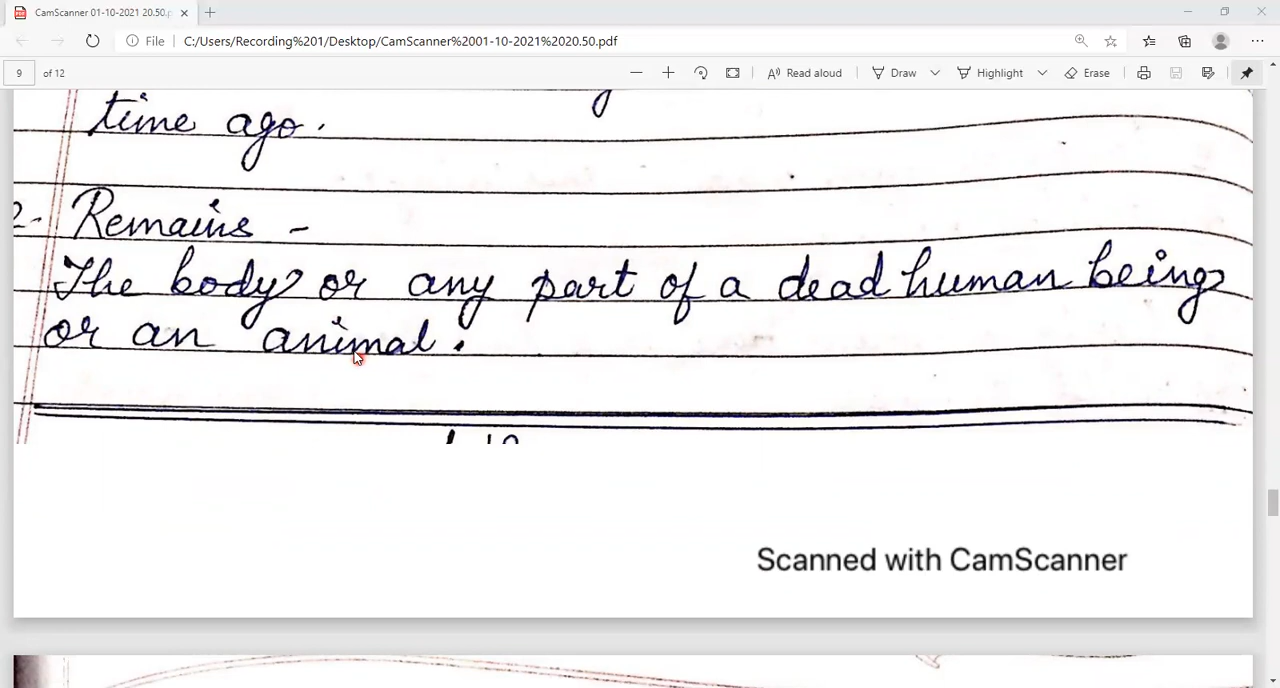 CamScanner 01-10-2021 20.50.p
File C:/Users/Recording%201/Desktop/CamScanner%2001-10-2021%2020.50.pdf
9 of 12 Read aloud Draw Highlight Erase
time ago.
2- Remains -
The body or any part of a dead human being
or an animal.
Scanned with CamScanner